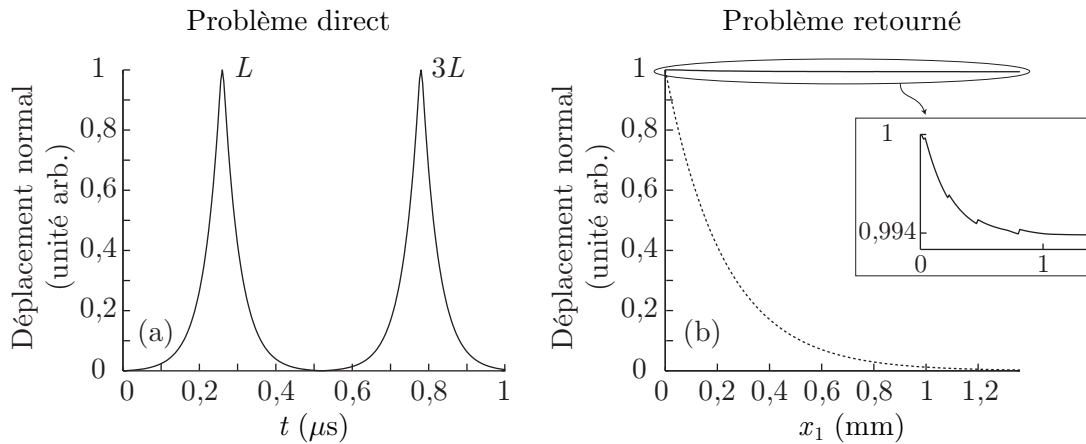 Problème direct
Déplacement normal
(unité arb.)
1
0,8
0,6
0,4
0,2
0
L
3L
(a)
0 0,2 0,4 0,6 0,8 1
t (μs)
Problème retourné
Déplacement normal
(unité arb.)
1
0,8
0,6
0,4
0,2
0
1
0,994
0 1
(b)
0 0,2 0,4 0,6 0,8 1 1,2
x₁ (mm)